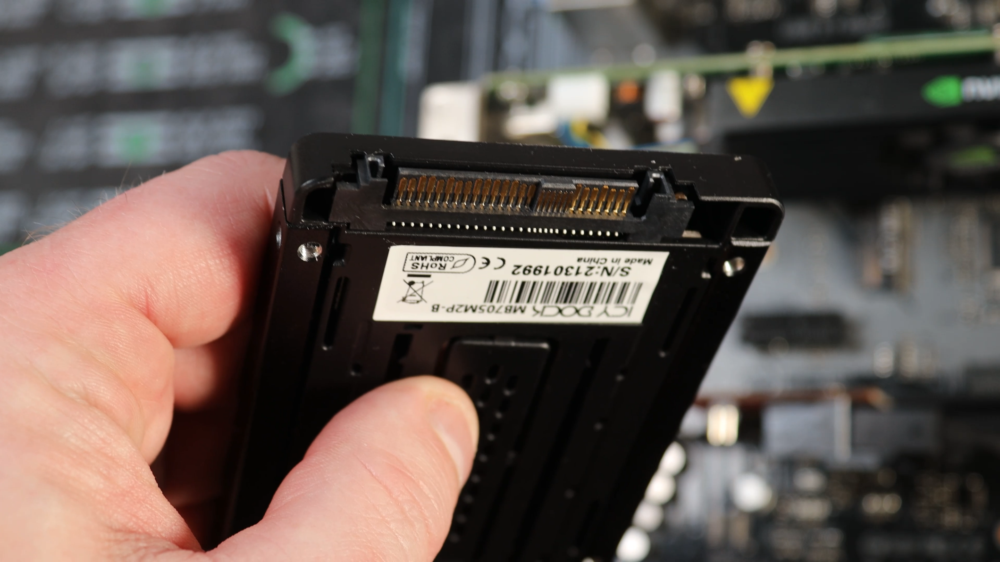 ICY DOCK MB705M2P-B
S/N:21301992
Made in China
CE
RoHS
COMPLIANT